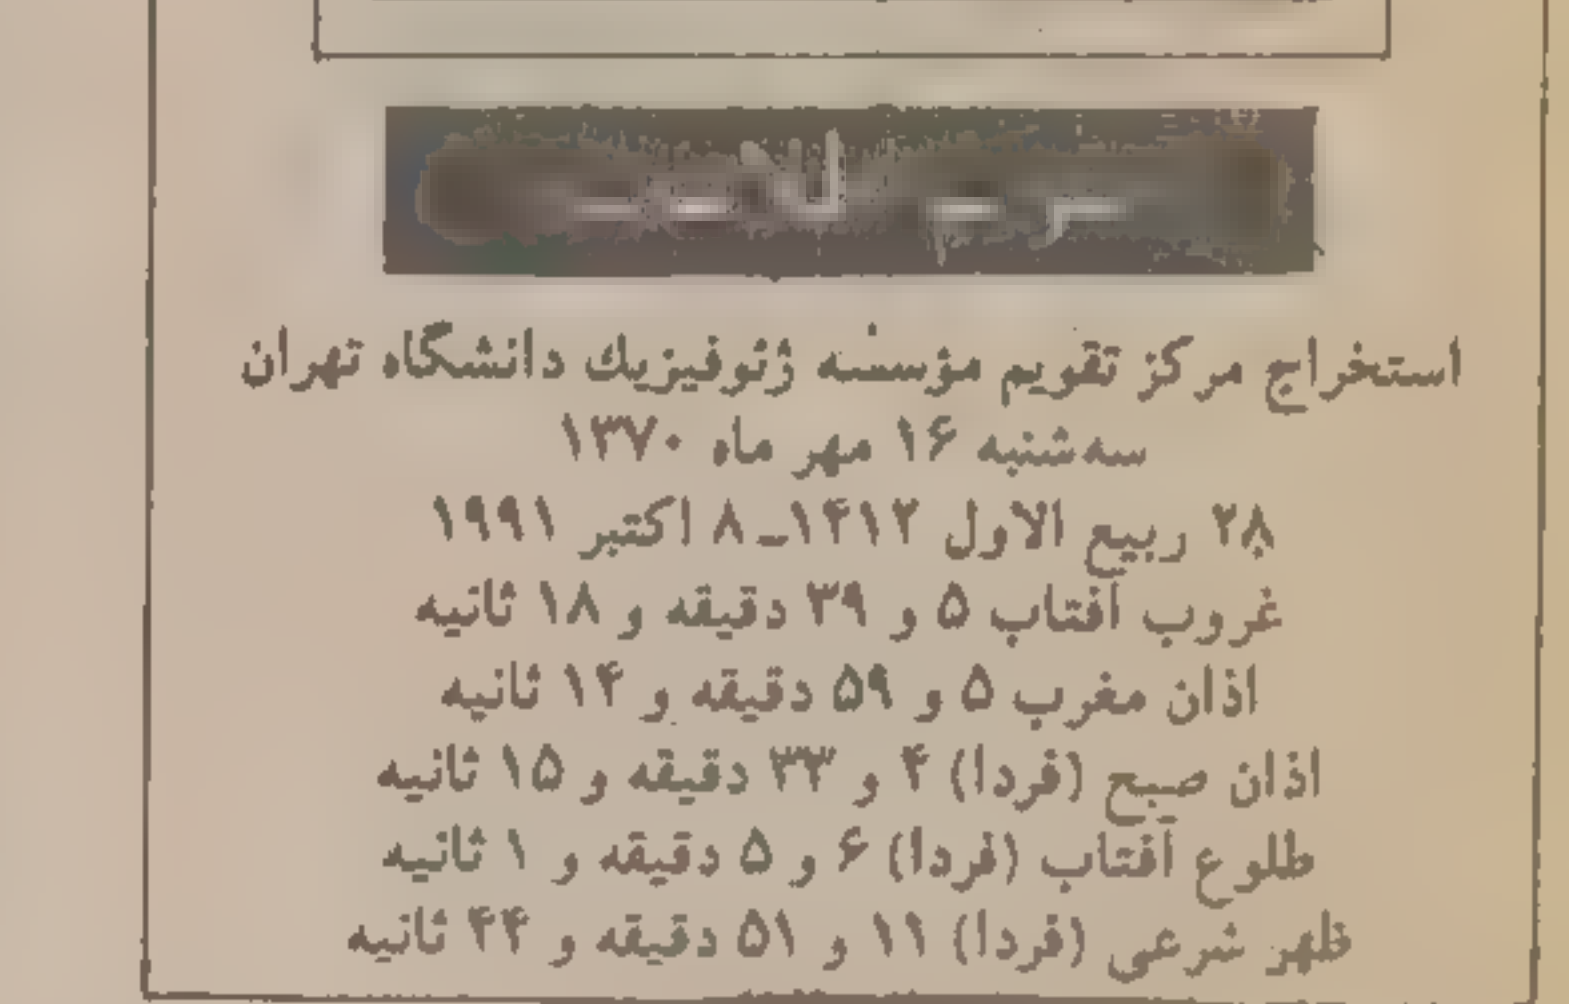 استخراج مرکز تقویم مؤسسه ژئوفیزیك دانشگاه تهران
سه‌شنبه ۱۶ مهر ماه ۱۳۷۰
۲۸ ربیع الاول ۱۴۱۲ـ ۸ اکتبر ۱۹۹۱
غروب آفتاب ۵ و ۳۹ دقیقه و ۱۸ ثانیه
اذان مغرب ۵ و ۵۹ دقیقه و ۱۴ ثانیه
اذان صبح (فردا) ۴ و ۳۳ دقیقه و ۱۵ ثانیه
طلوع آفتاب (فردا) ۶ و ۵ دقیقه و ۱ ثانیه
ظهر شرعی (فردا) ۱۱ و ۵۱ دقیقه و ۴۴ ثانیه